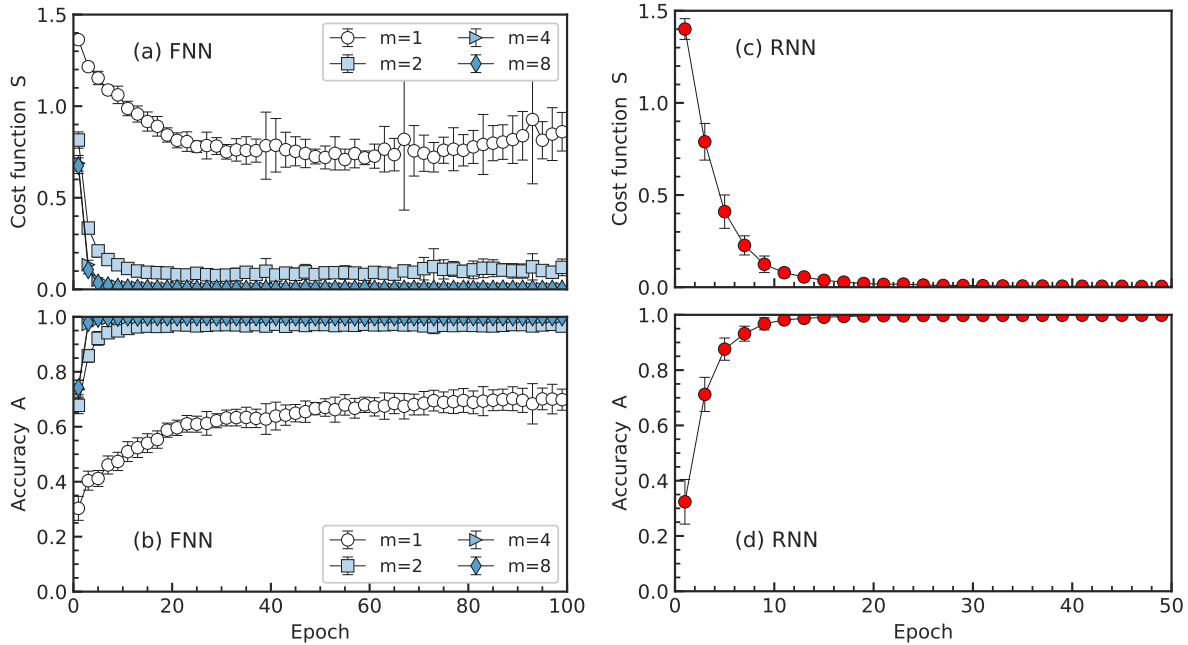 1.5
1.0
0.5
0.0
Cost function S
(a) FNN
m=1
m=2
m=4
m=8
1.0
0.8
0.6
0.4
0.2
0.0
Accuracy A
(b) FNN
m=1
m=2
m=4
m=8
0 20 40 60 80 100
Epoch
1.5
1.0
0.5
0.0
Cost function S
(c) RNN
1.0
0.8
0.6
0.4
0.2
0.0
Accuracy A
(d) RNN
0 10 20 30 40 50
Epoch